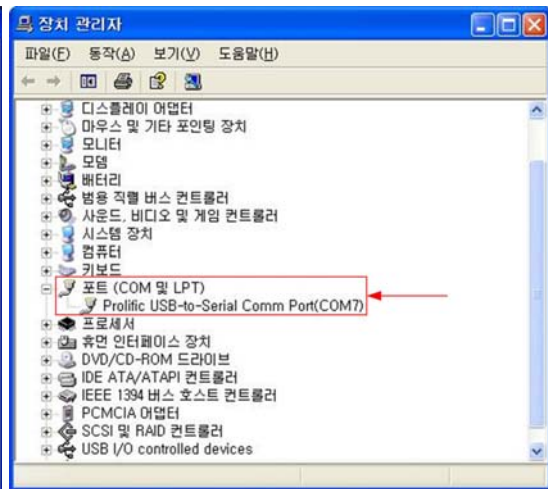 장치 관리자
파일(F) 동작(A) 보기(V) 도움말(H)
디스플레이 어댑터
마우스 및 기타 포인팅 장치
모니터
모뎀
배터리
범용 직렬 버스 컨트롤러
사운드, 비디오 및 게임 컨트롤러
시스템 장치
컴퓨터
키보드
포트 (COM 및 LPT)
Prolific USB-to-Serial Comm Port(COM7)
프로세서
휴먼 인터페이스 장치
DVD/CD-ROM 드라이브
IDE ATA/ATAPI 컨트롤러
IEEE 1394 버스 호스트 컨트롤러
PCMCIA 어댑터
SCSI 및 RAID 컨트롤러
USB I/O controlled devices